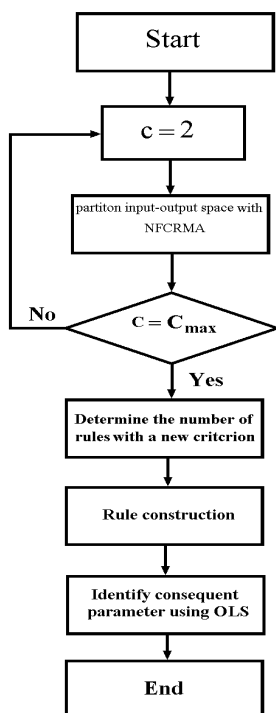 Start
c = 2
partiton input-output space with
NFCRMA
C = Cmax
No
Yes
Determine the number of
rules with a new critcrion
Rule construction
Identify consequent
parameter using OLS
End